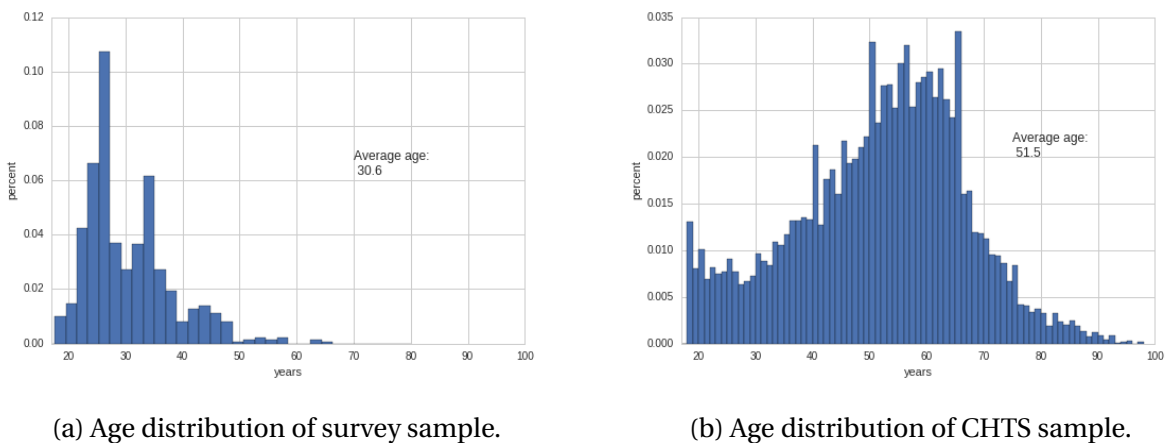 0.12
0.10
0.08
0.06
0.04
0.02
0.00
percent
Average age:
30.6
20 30 40 50 60 70 80 90 100
years
(a) Age distribution of survey sample.
0.035
0.030
0.025
0.020
0.015
0.010
0.005
0.000
percent
Average age:
51.5
20 30 40 50 60 70 80 90 100
years
(b) Age distribution of CHTS sample.